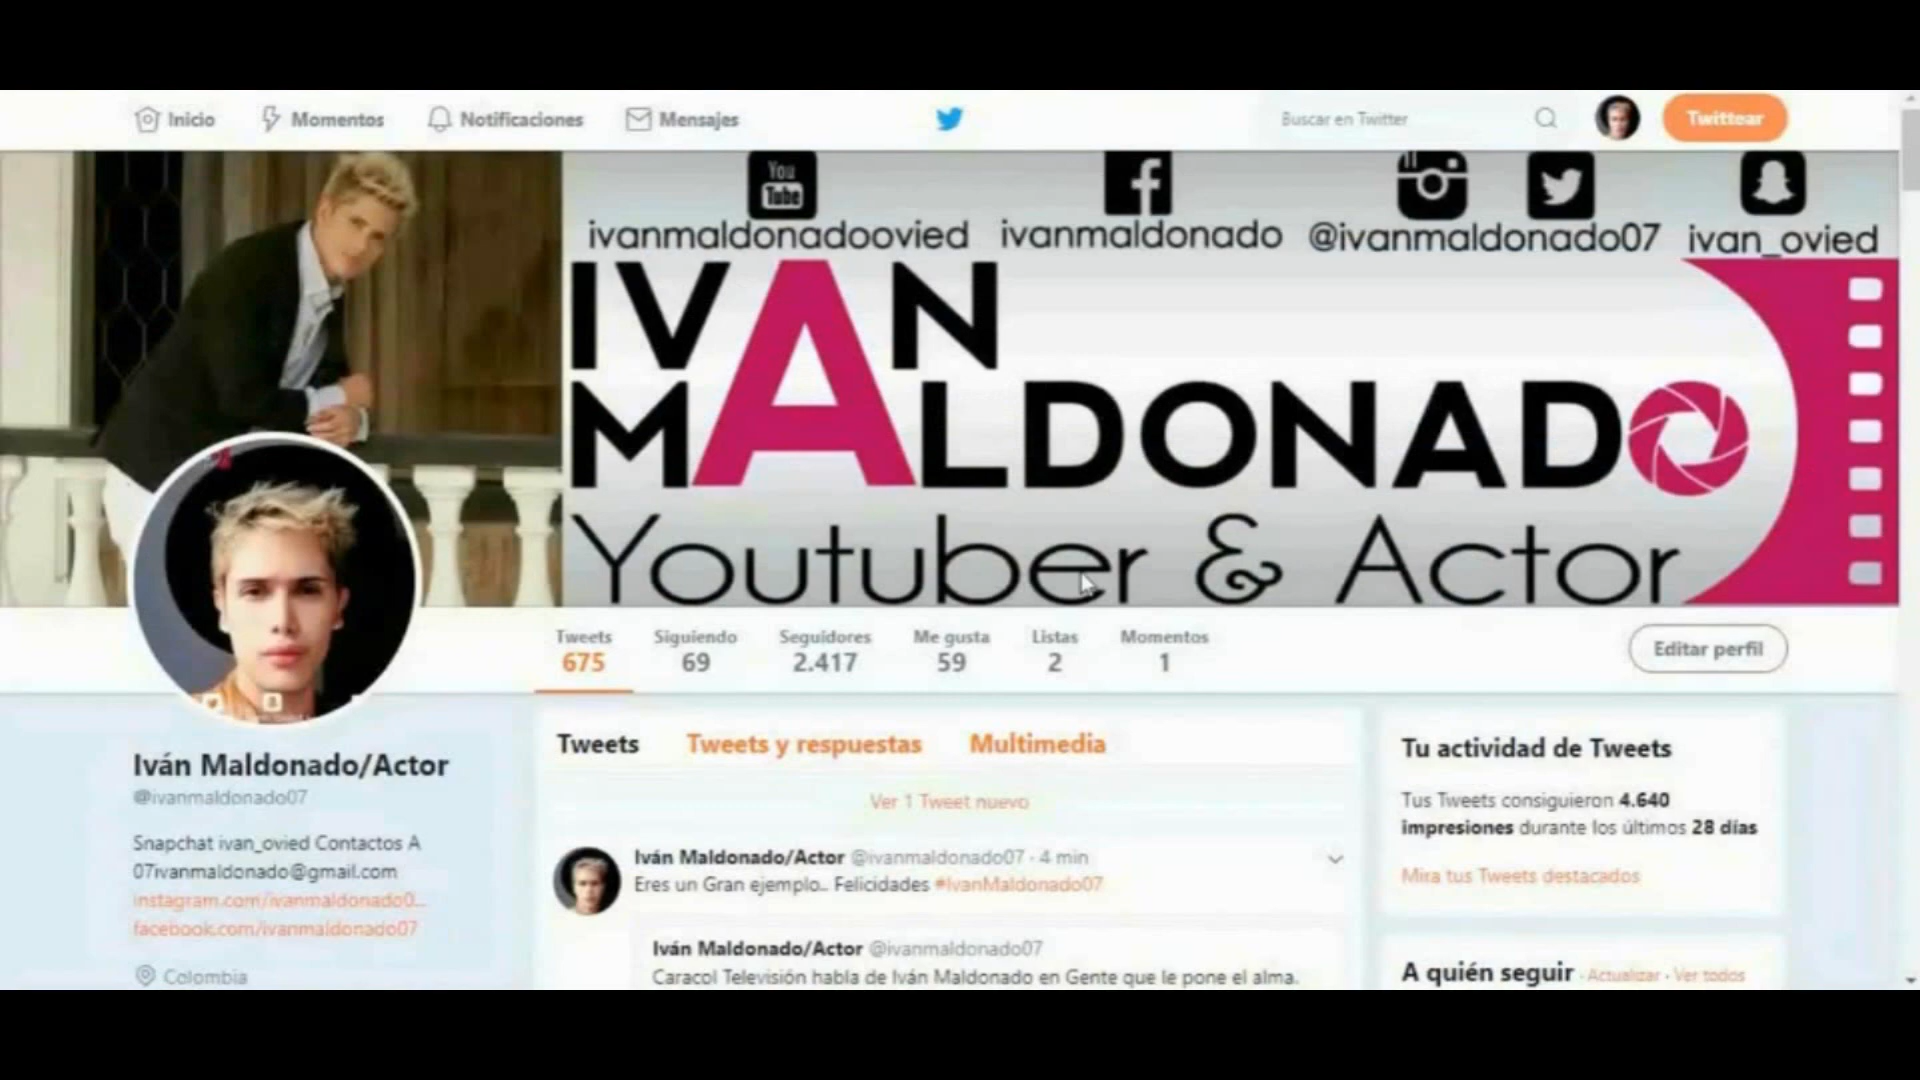 Inicio Momentos Notificaciones Mensajes Buscar en Twitter Twittear
You Tube
ivanmaldonadoovied ivanmaldonado @ivanmaldonado07 ivan_ovied
IVAN
MALDONADO
Youtuber & Actor
Tweets Siguiendo Seguidores Me gusta Listas Momentos
675 69 2.417 59 2 1
Editar perfil
Iván Maldonado/Actor
@ivanmaldonado07
Snapchat ivan_ovied Contactos A
07ivanmaldonado@gmail.com
instagram.com/ivanmaldonado0...
facebook.com/ivanmaldonado07
Colombia
Tweets Tweets y respuestas Multimedia
Ver 1 Tweet nuevo
Iván Maldonado/Actor @ivanmaldonado07 · 4 min
Eres un Gran ejemplo.. Felicidades #IvanMaldonado07
Iván Maldonado/Actor @ivanmaldonado07
Caracol Televisión habla de Iván Maldonado en Gente que le pone el alma.
Tu actividad de Tweets
Tus Tweets consiguieron 4.640
impresiones durante los últimos 28 días
Mira tus Tweets destacados
A quién seguir · Actualizar · Ver todos